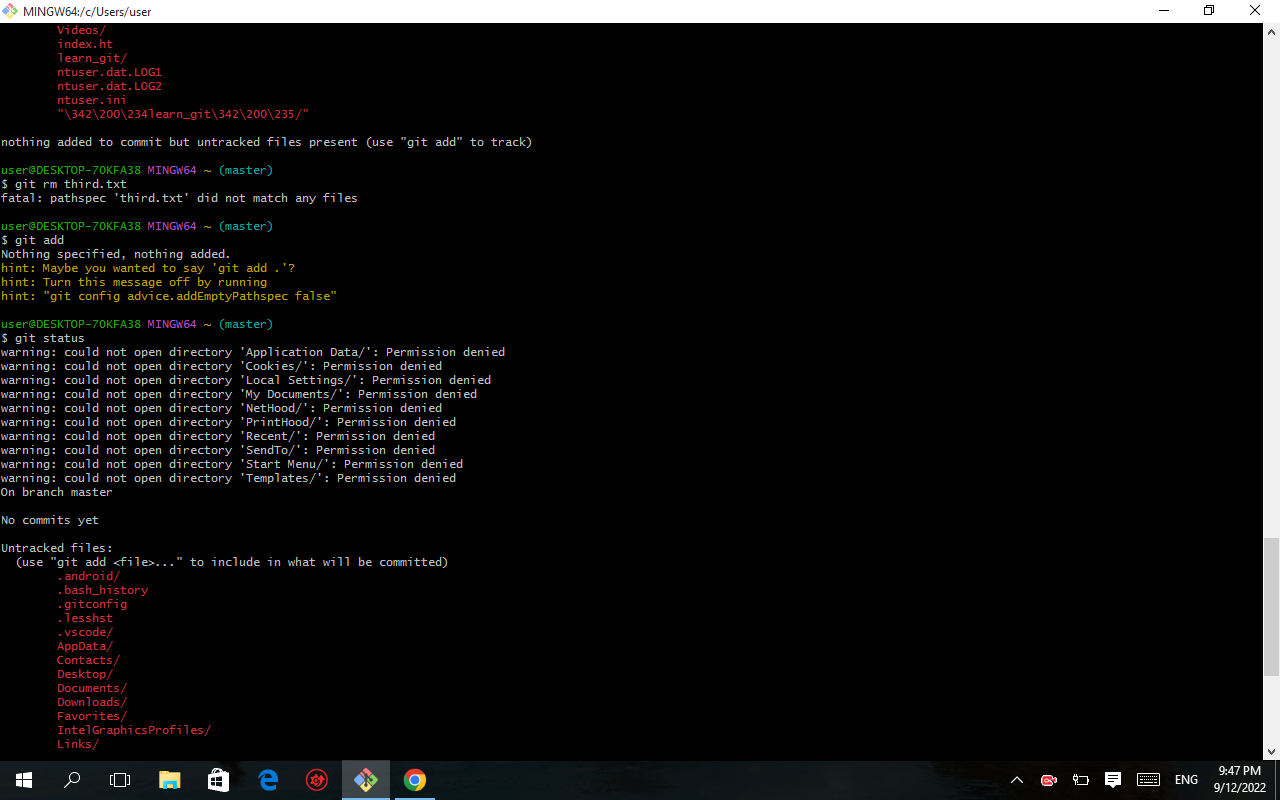 MINGW64:/c/Users/user
Videos/
index.ht
learn_git/
ntuser.dat.LOG1
ntuser.dat.LOG2
ntuser.ini
"\342\200\234learn_git\342\200\235/"
nothing added to commit but untracked files present (use "git add" to track)
user@DESKTOP-7OKFA38 MINGW64 ~ (master)
$ git rm third.txt
fatal: pathspec 'third.txt' did not match any files
user@DESKTOP-7OKFA38 MINGW64 ~ (master)
$ git add
Nothing specified, nothing added.
hint: Maybe you wanted to say 'git add .'?
hint: Turn this message off by running
hint: "git config advice.addEmptyPathspec false"
user@DESKTOP-7OKFA38 MINGW64 ~ (master)
$ git status
warning: could not open directory 'Application Data/': Permission denied
warning: could not open directory 'Cookies/': Permission denied
warning: could not open directory 'Local Settings/': Permission denied
warning: could not open directory 'My Documents/': Permission denied
warning: could not open directory 'NetHood/': Permission denied
warning: could not open directory 'PrintHood/': Permission denied
warning: could not open directory 'Recent/': Permission denied
warning: could not open directory 'SendTo/': Permission denied
warning: could not open directory 'Start Menu/': Permission denied
warning: could not open directory 'Templates/': Permission denied
On branch master
No commits yet
Untracked files:
(use "git add <file>..." to include in what will be committed)
.android/
.bash_history
.gitconfig
.lesshst
.vscode/
AppData/
Contacts/
Desktop/
Documents/
Downloads/
Favorites/
IntelGraphicsProfiles/
Links/
ENG
9:47 PM
9/12/2022